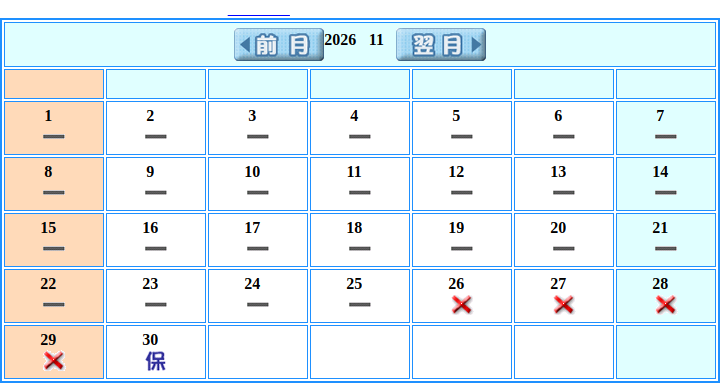 前月 2026 11 翌月
1 2 3 4 5 6 7
— — — — — — —
8 9 10 11 12 13 14
— — — — — — —
15 16 17 18 19 20 21
— — — — — — —
22 23 24 25 26 27 28
— — — — × × ×
29 30
× 保